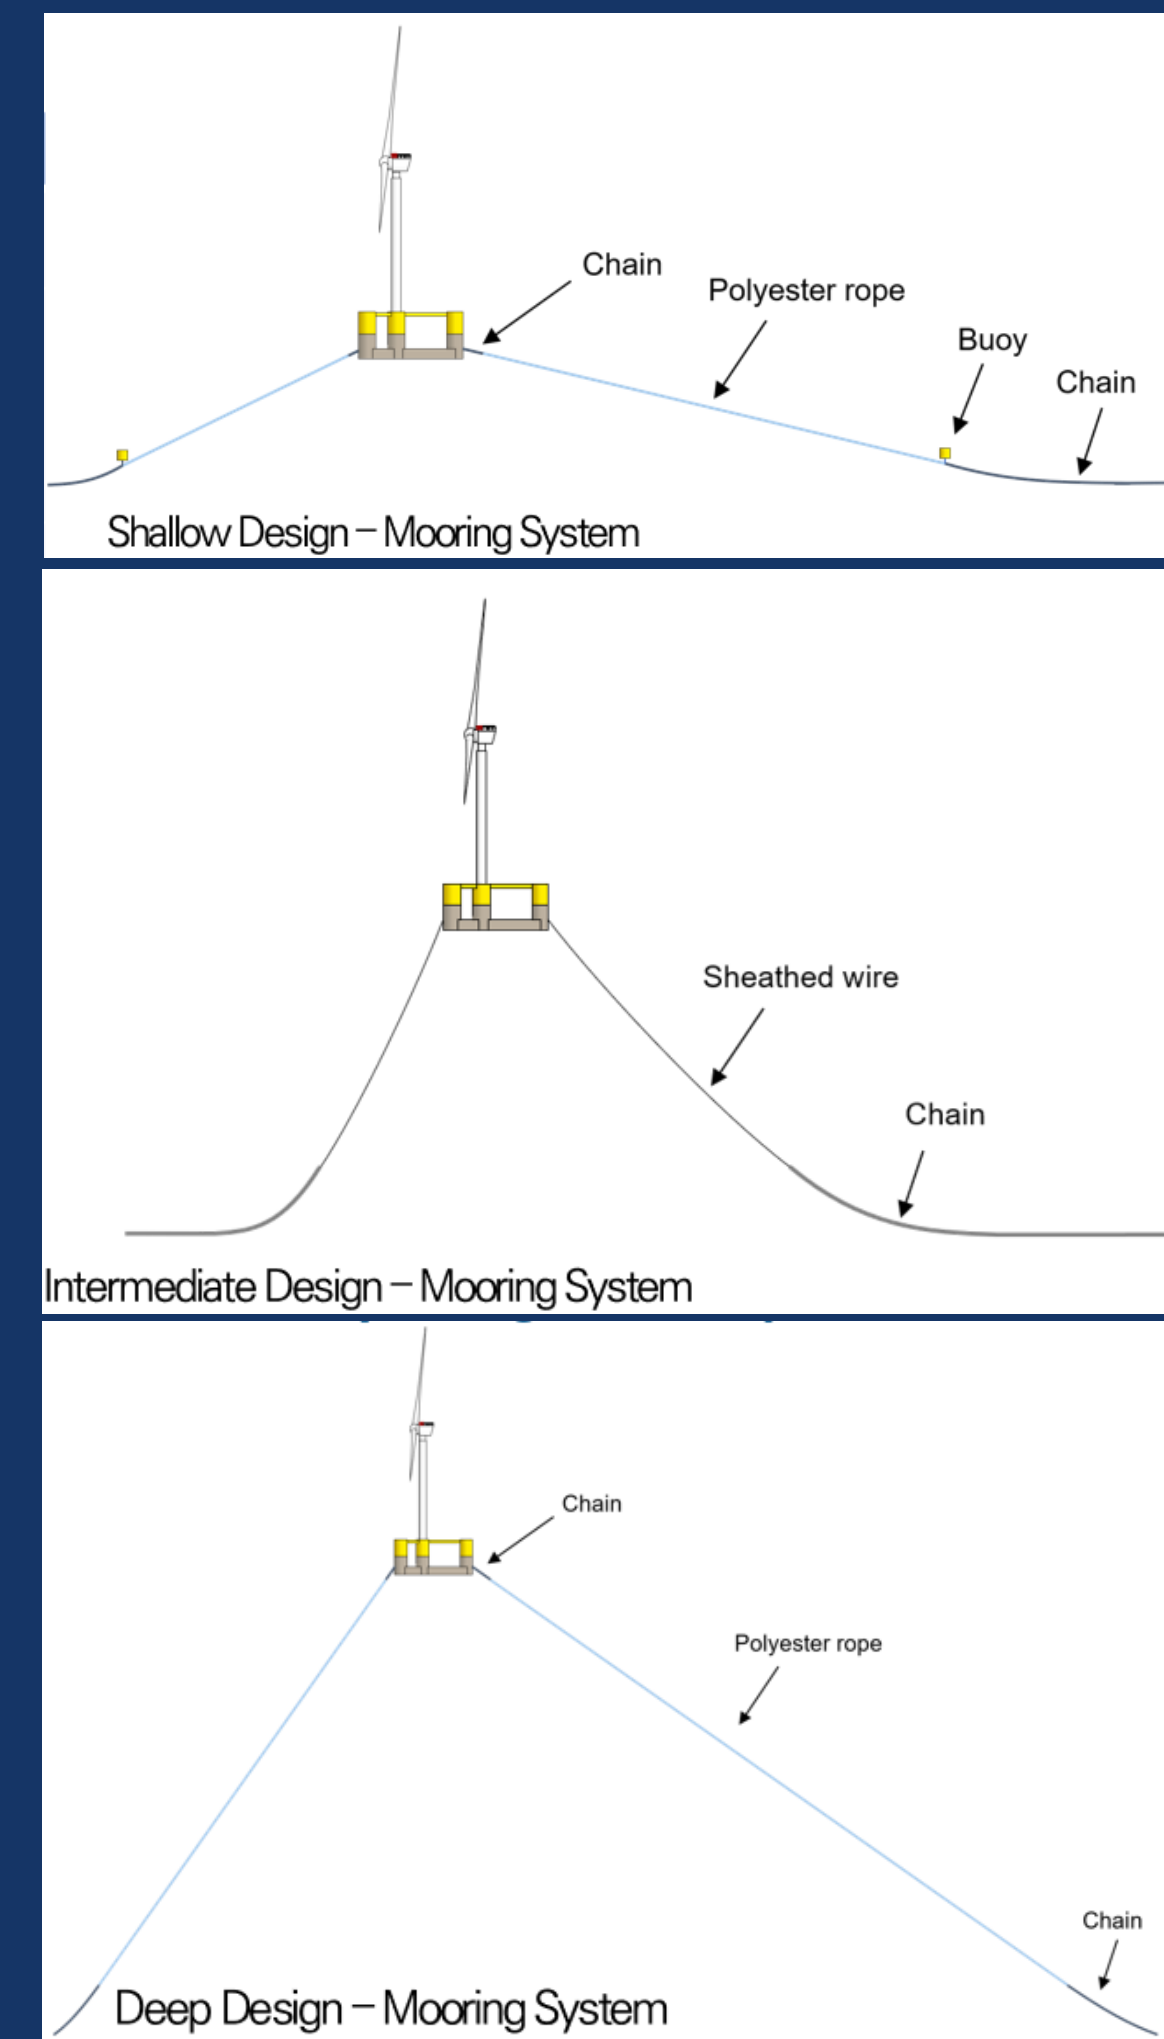 Chain
Polyester rope
Buoy
Chain
Shallow Design – Mooring System
Sheathed wire
Chain
Intermediate Design – Mooring System
Chain
Polyester rope
Chain
Deep Design – Mooring System